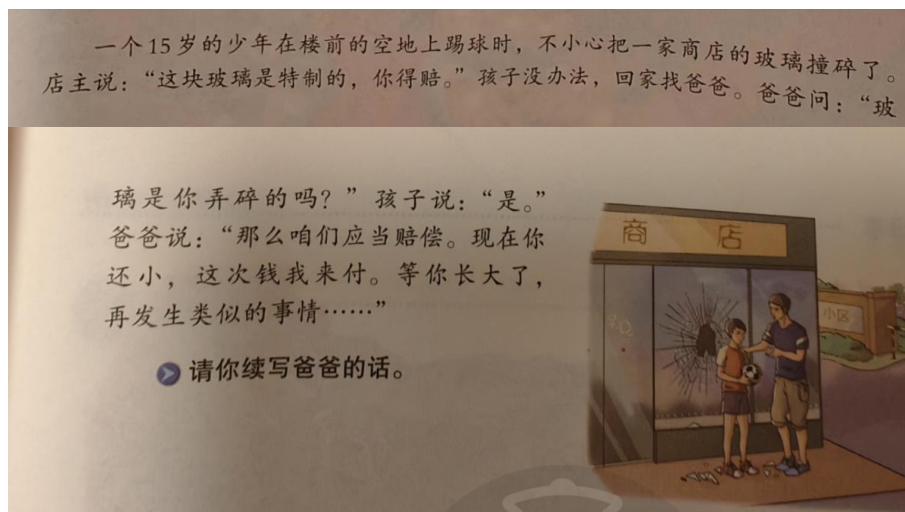 一个15岁的少年在楼前的空地上踢球时，不小心把一家商店的玻璃撞碎了。
店主说：“这块玻璃是特制的，你得赔。”孩子没办法，回家找爸爸。爸爸问：“玻
璃是你弄碎的吗？”孩子说：“是。”
爸爸说：“那么咱们应当赔偿。现在你
还小，这次钱我来付。等你长大了，
再发生类似的事情……”
请你续写爸爸的话。
商店
小区